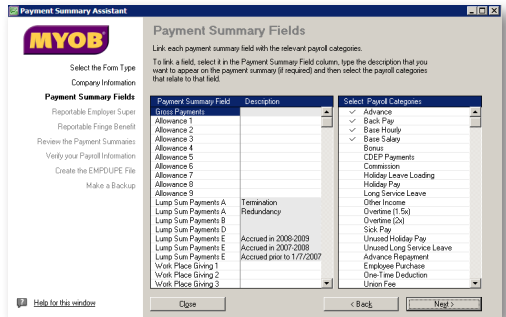 Payment Summary Assistant
MYOB
Select the Form Type
Company Information
Payment Summary Fields
Reportable Employer Super
Reportable Fringe Benefit
Review the Payment Summaries
Verify your Payroll Information
Create the EMPDUPE File
Make a Backup
Payment Summary Fields
Link each payment summary field with the relevant payroll categories.
To link a field, select it in the Payment Summary Field column, type the description that you
want to appear on the payment summary (if required) and then select the payroll categories
that relate to that field.
Payment Summary Field Description
Gross Payments
Allowance 1
Allowance 2
Allowance 3
Allowance 4
Allowance 5
Allowance 6
Allowance 7
Allowance 8
Allowance 9
Lump Sum Payments A Termination
Lump Sum Payments A Redundancy
Lump Sum Payments B
Lump Sum Payments D
Lump Sum Payments E Accrued in 2008-2009
Lump Sum Payments E Accrued in 2007-2008
Lump Sum Payments E Accrued prior to 1/7/2007
Work Place Giving 1
Work Place Giving 2
Work Place Giving 3
Select Payroll Categories
Advance
Back Pay
Base Hourly
Base Salary
Bonus
CDEP Payments
Commission
Holiday Leave Loading
Holiday Pay
Long Service Leave
Other Income
Overtime (1.5x)
Overtime (2x)
Sick Pay
Unused Holiday Pay
Unused Long Service Leave
Advance Repayment
Employee Purchase
One-Time Deduction
Union Fee
Help for this window
Close
< Back
Next >